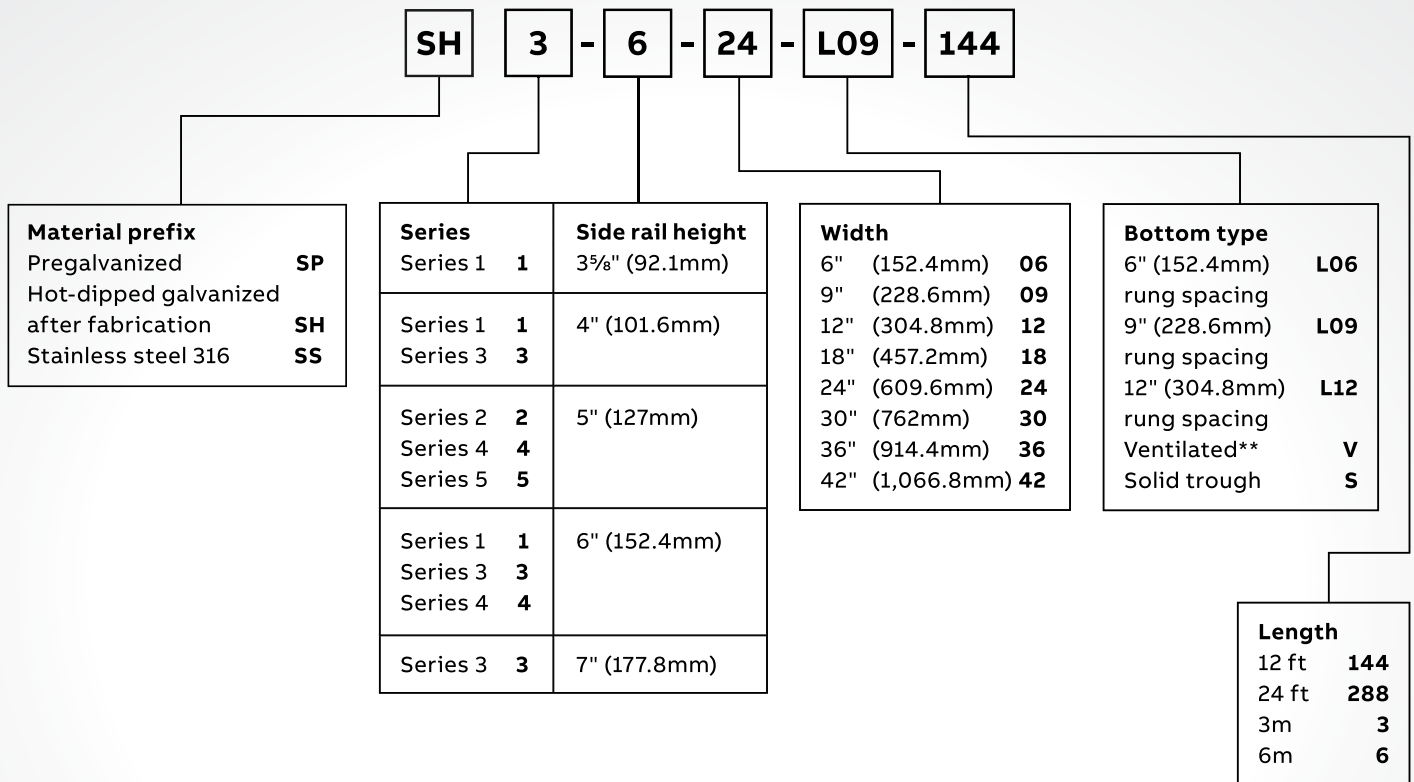 SH 3 - 6 - 24 - L09 - 144
Material prefix
Pregalvanized SP
Hot-dipped galvanized
after fabrication SH
Stainless steel 316 SS
Series Side rail height
Series 1 1 3⅝" (92.1mm)
Series 1 1 4" (101.6mm)
Series 3 3
Series 2 2 5" (127mm)
Series 4 4
Series 5 5
Series 1 1 6" (152.4mm)
Series 3 3
Series 4 4
Series 3 3 7" (177.8mm)
Width
6" (152.4mm) 06
9" (228.6mm) 09
12" (304.8mm) 12
18" (457.2mm) 18
24" (609.6mm) 24
30" (762mm) 30
36" (914.4mm) 36
42" (1,066.8mm) 42
Bottom type
6" (152.4mm) L06
rung spacing
9" (228.6mm) L09
rung spacing
12" (304.8mm) L12
rung spacing
Ventilated** V
Solid trough S
Length
12 ft 144
24 ft 288
3m 3
6m 6